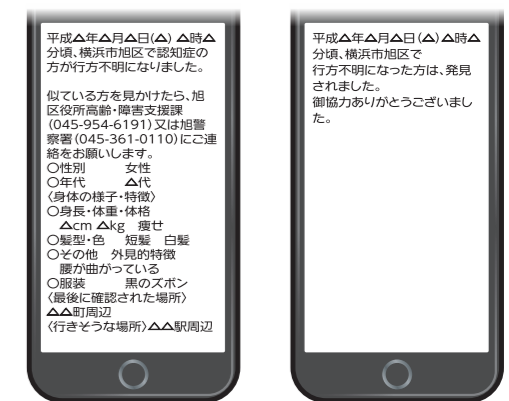 平成△年△月△日(△) △時△
分頃、横浜市旭区で認知症の
方が行方不明になりました。
似ている方を見かけたら、旭
区役所高齢・障害支援課
(045-954-6191)又は旭警
察署(045-361-0110)にご連
絡をお願いします。
○性別 女性
○年代 △代
〈身体の様子・特徴〉
○身長・体重・体格
△cm △kg 痩せ
○髪型・色 短髪 白髪
○その他 外見的特徴
腰が曲がっている
○服装 黒のズボン
〈最後に確認された場所〉
△△町周辺
〈行きそうな場所〉△△駅周辺
平成△年△月△日(△)△時△
分頃、横浜市旭区で
行方不明になった方は、発見
されました。
御協力ありがとうございまし
た。